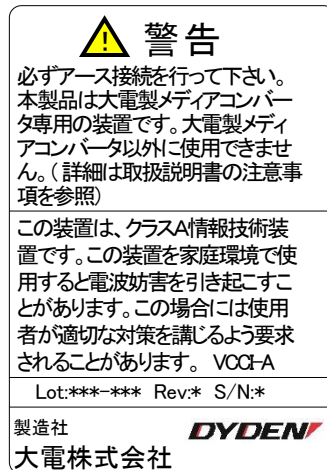 警告
必ずアース接続を行って下さい。
本製品は大電製メディアコンバー
タ専用の装置です。大電製メディ
アコンバータ以外に使用できませ
ん。(詳細は取扱説明書の注意事
項を参照)
この装置は、クラスA情報技術装
置です。この装置を家庭環境で使
用すると電波妨害を引き起こすこ
とがあります。この場合には使用
者が適切な対策を講じるよう要求
されることがあります。 VCCI-A
Lot:***-*** Rev:* S/N:*
製造社 DYDEN
大電株式会社